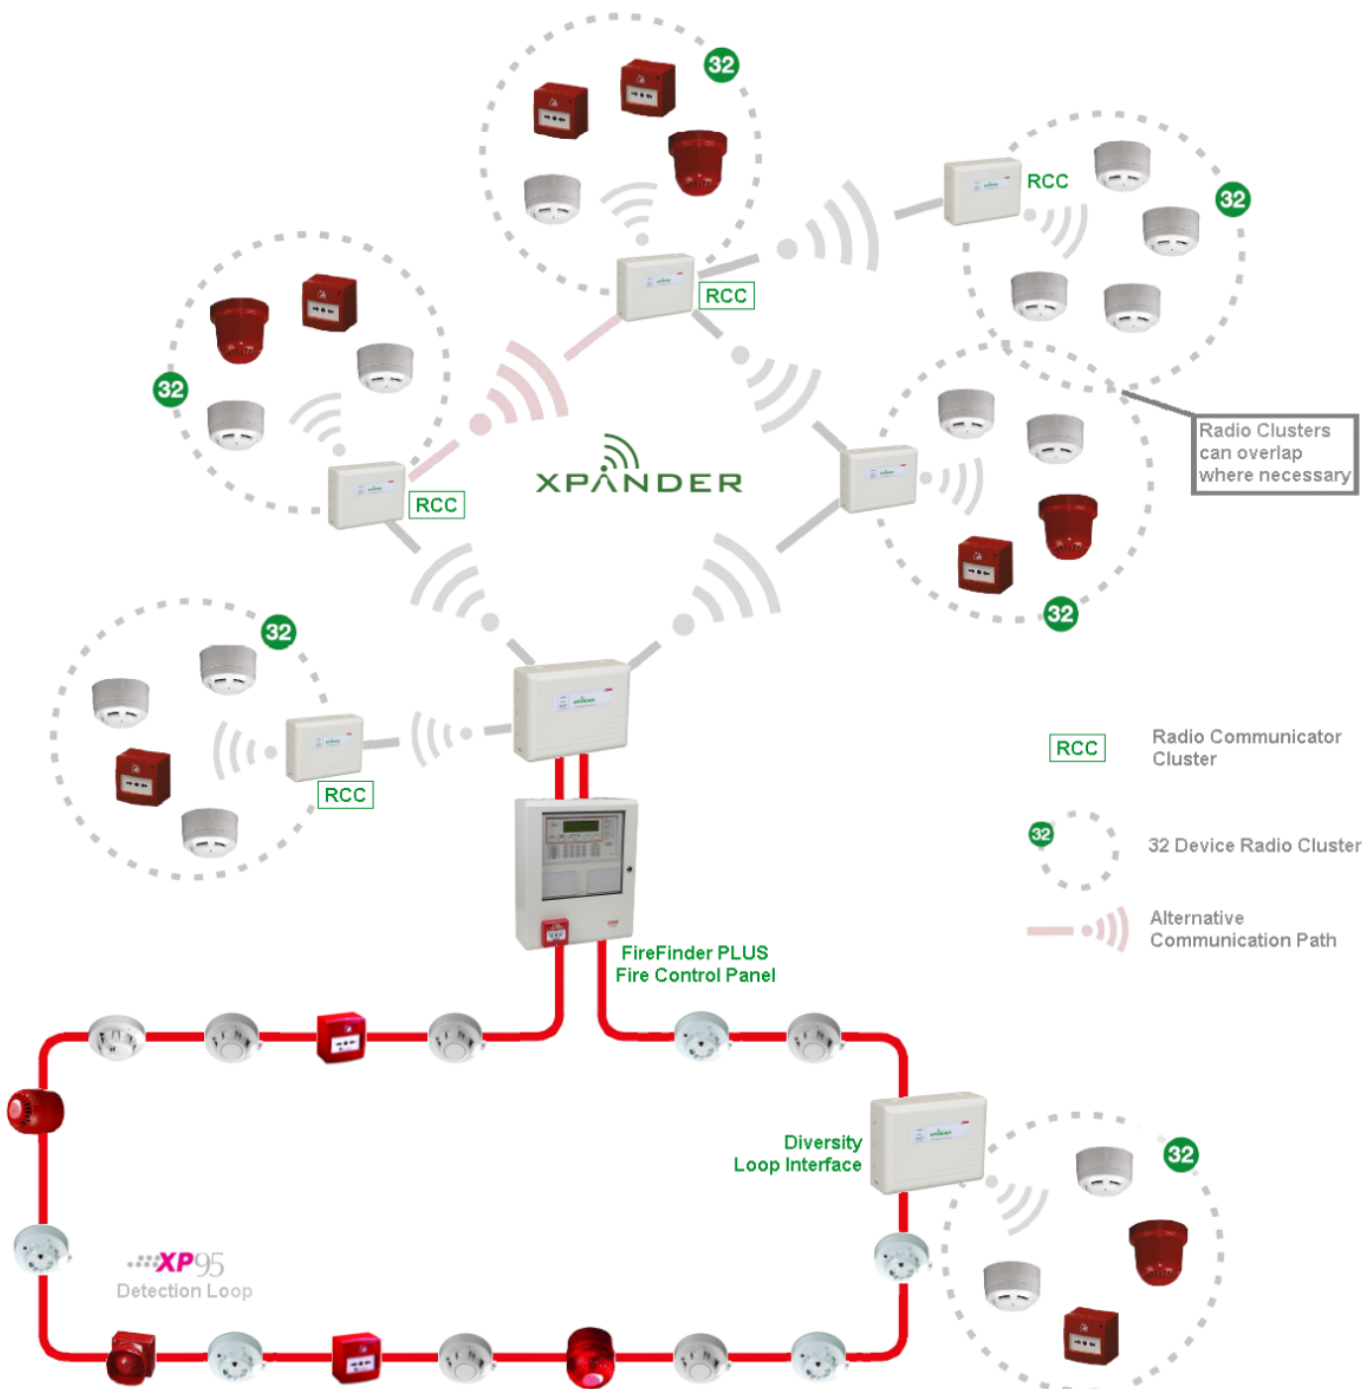 32
RCC
32
RCC
32
32
Radio Clusters
can overlap
where necessary
XPANDER
RCC
32
32
RCC
RCC
Radio Communicator
Cluster
32
32 Device Radio Cluster
Alternative
Communication Path
FireFinder PLUS
Fire Control Panel
Diversity
Loop Interface
32
XP95
Detection Loop